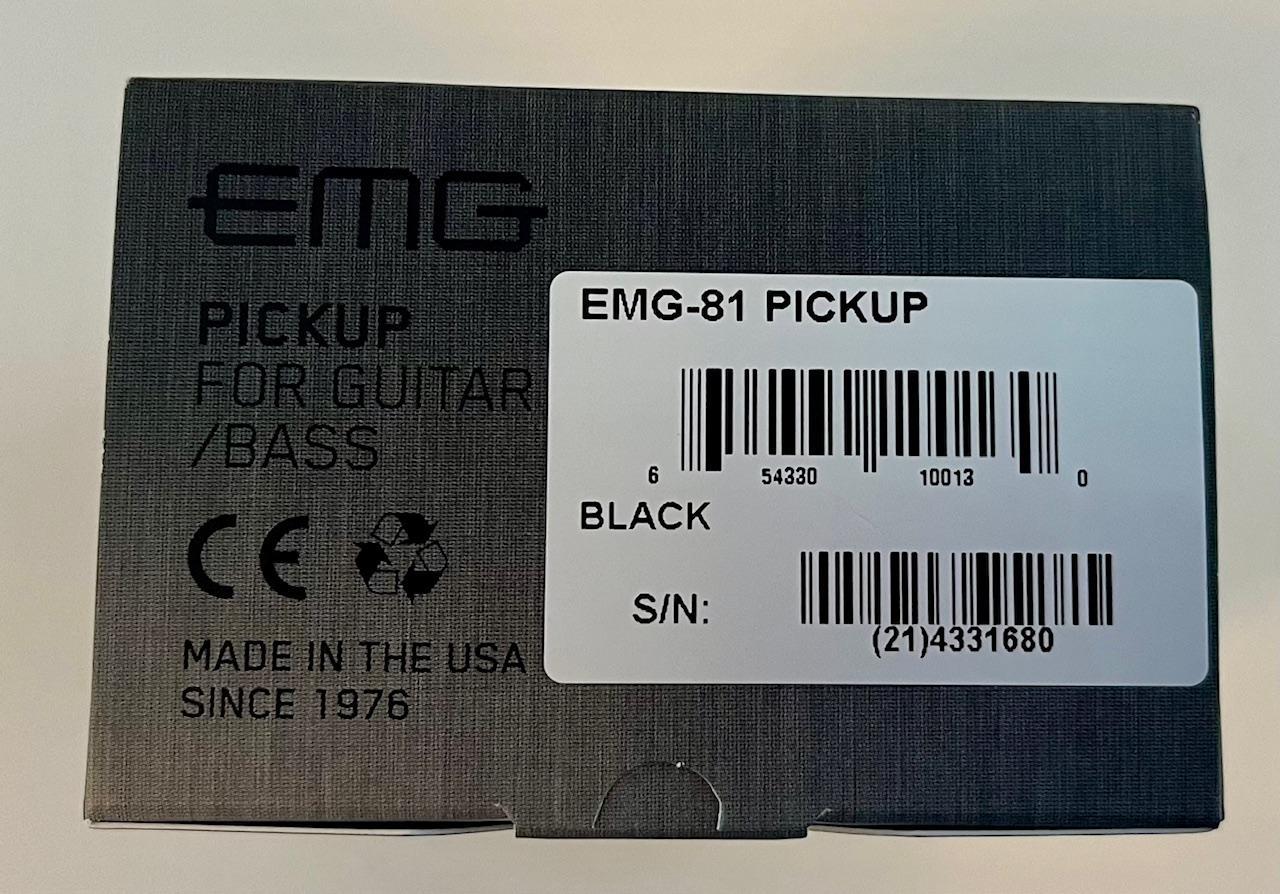 EMG
PICKUP
FOR GUITAR
/BASS
CE
MADE IN THE USA
SINCE 1976
EMG-81 PICKUP
6 54330 10013 0
BLACK
S/N:
(21)4331680